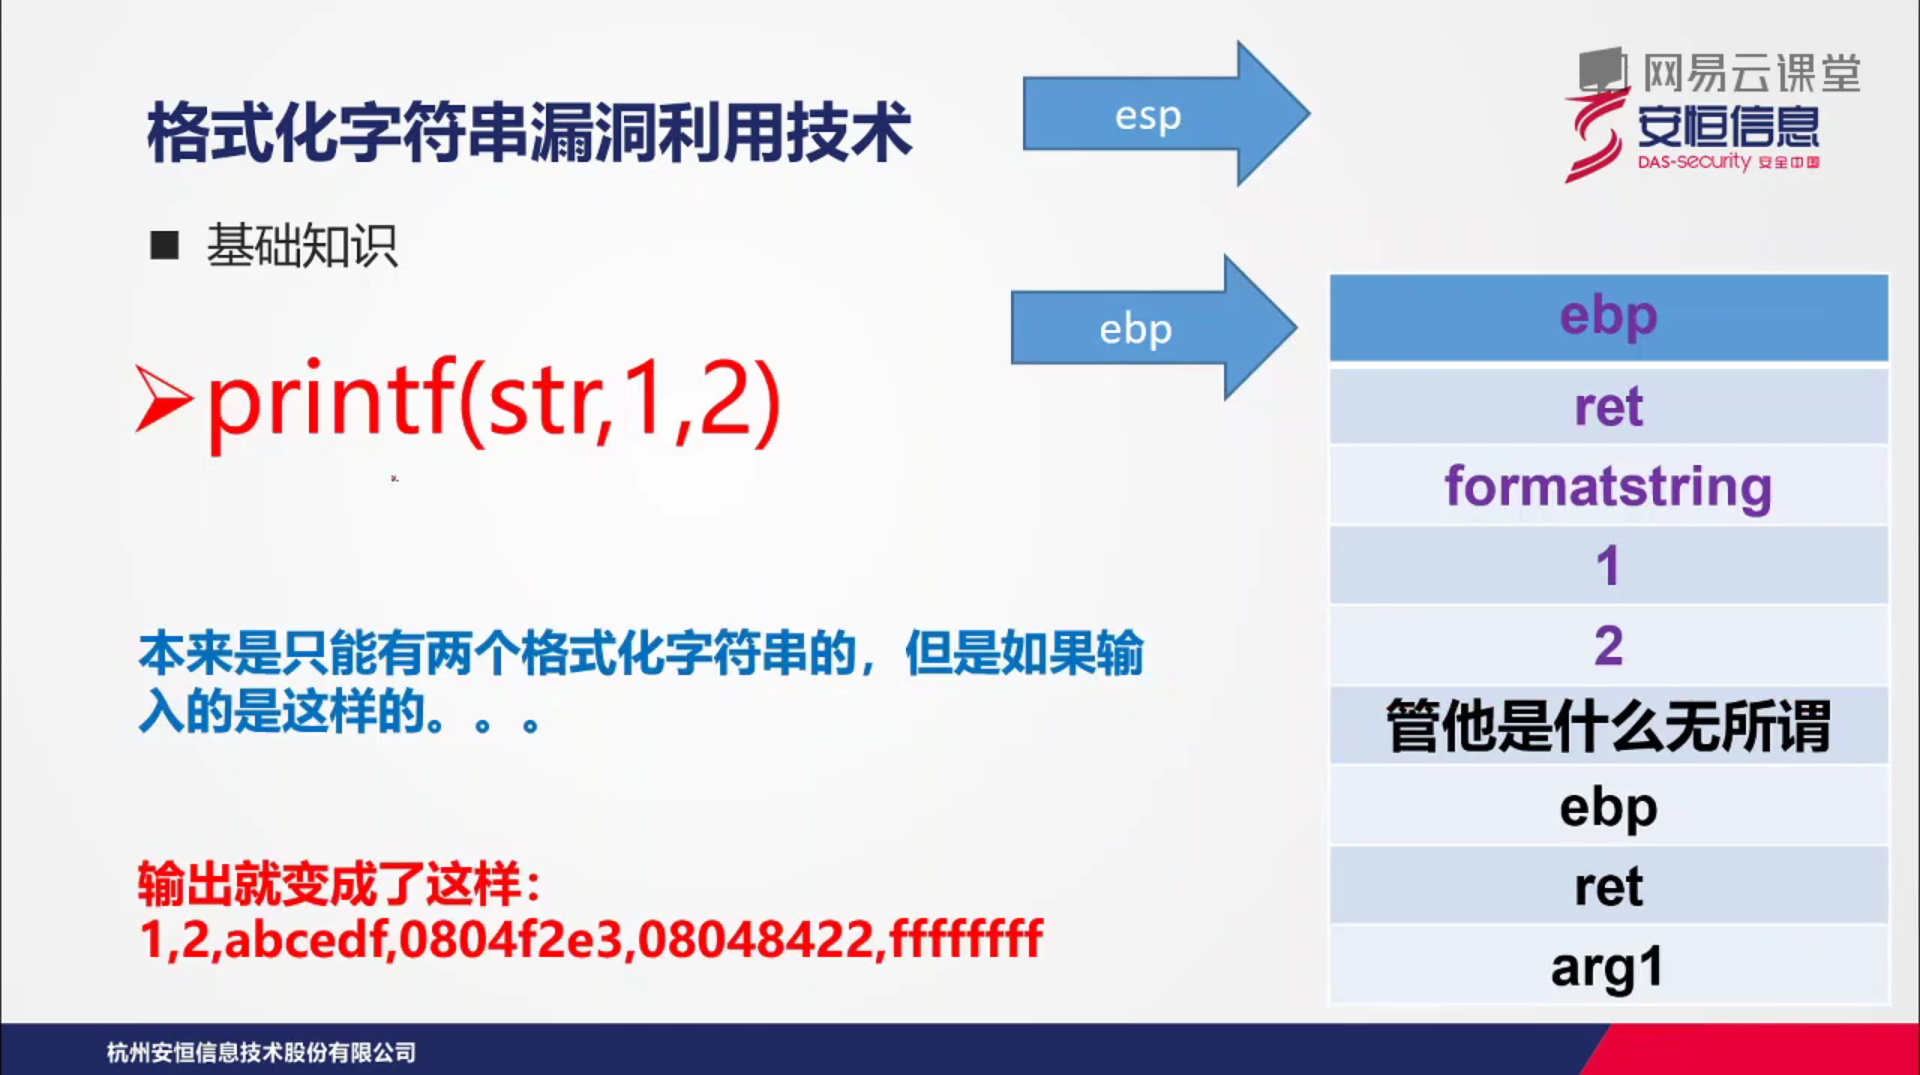 网易云课堂
安恒信息
DAS-security 安全中国
格式化字符串漏洞利用技术
esp
■ 基础知识
ebp
printf(str,1,2)
本来是只能有两个格式化字符串的，但是如果输
入的是这样的。。。
输出就变成了这样：
1,2,abcedf,0804f2e3,08048422,ffffffff
ebp
ret
formatstring
1
2
管他是什么无所谓
ebp
ret
arg1
杭州安恒信息技术股份有限公司